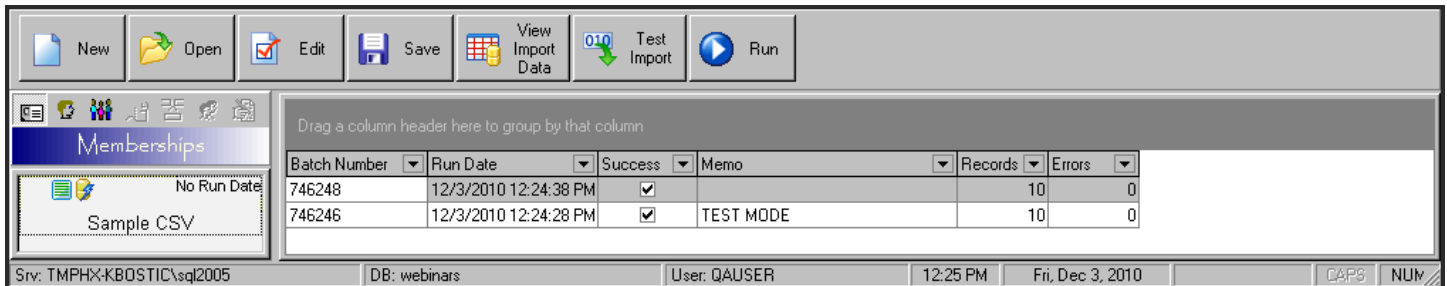 New
Open
Edit
Save
View
Import
Data
010
Test
Import
Run
Drag a column header here to group by that column
Memberships
Batch Number Run Date Success Memo Records Errors
No Run Date
Sample CSV
746248 12/3/2010 12:24:38 PM 10 0
746246 12/3/2010 12:24:28 PM TEST MODE 10 0
Srv: TMPHX-KBOSTIC\sql2005 DB: webinars User: QAUSER 12:25 PM Fri, Dec 3, 2010 CAPS NUM